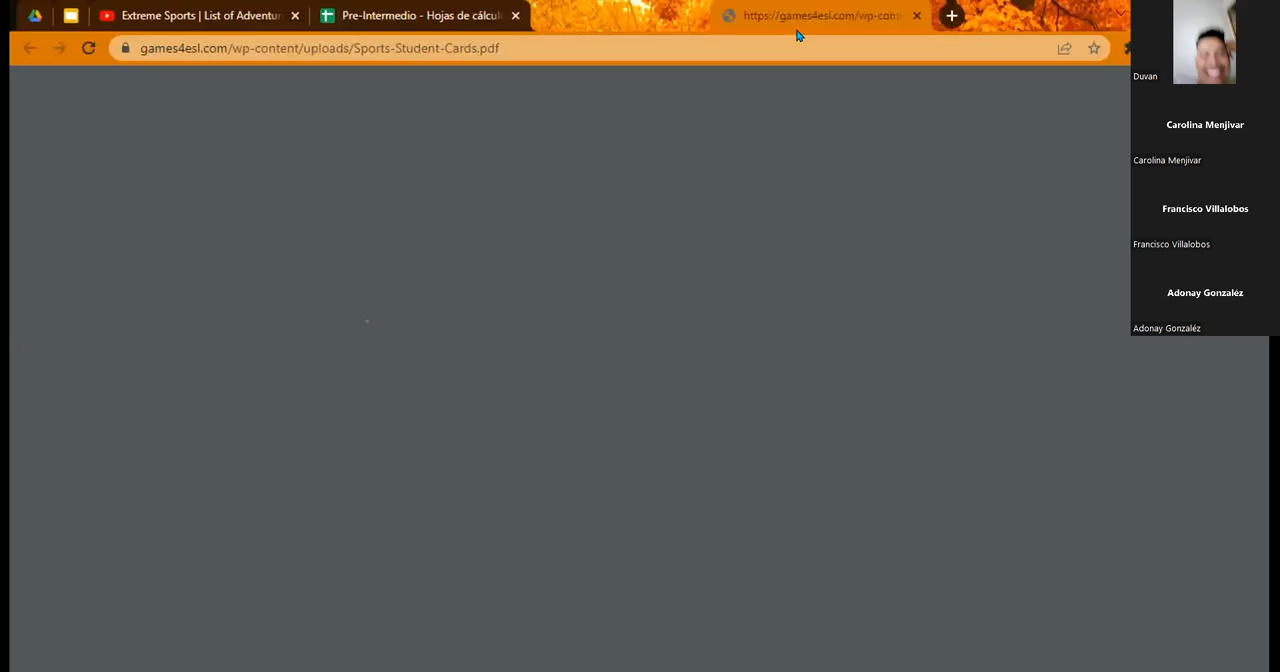 Extreme Sports | List of Adventur
Pre-Intermedio - Hojas de cálcul
https://games4esl.com/wp-cont
games4esl.com/wp-content/uploads/Sports-Student-Cards.pdf
Duvan
Carolina Menjivar
Carolina Menjivar
Francisco Villalobos
Francisco Villalobos
Adonay Gonzaléz
Adonay Gonzaléz